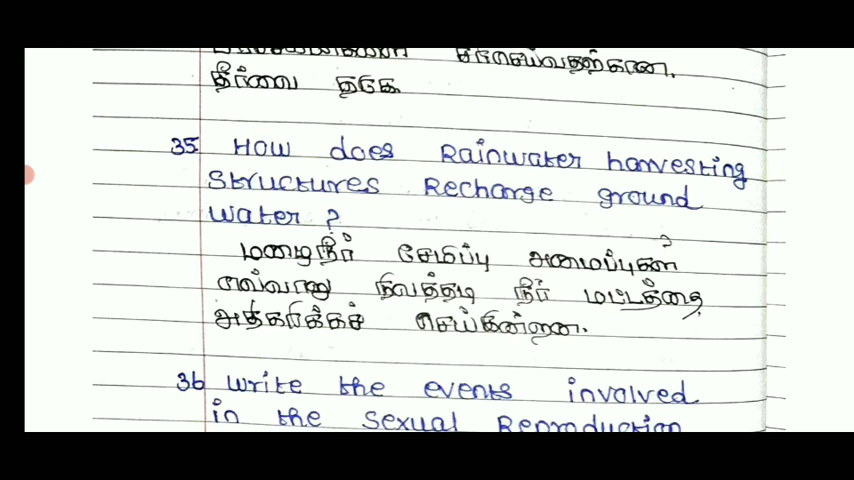 தீர்வை தருக
35 How does Rainwater harvesting
Structures Recharge ground
water ?
மழைநீர் சேமிப்பு அமைப்புகள்
எவ்வாறு நிலத்தடி நீர் மட்டத்தை
அதிகரிக்கச் செய்கின்றன.
36 write the events involved
in the Sexual Reproduction